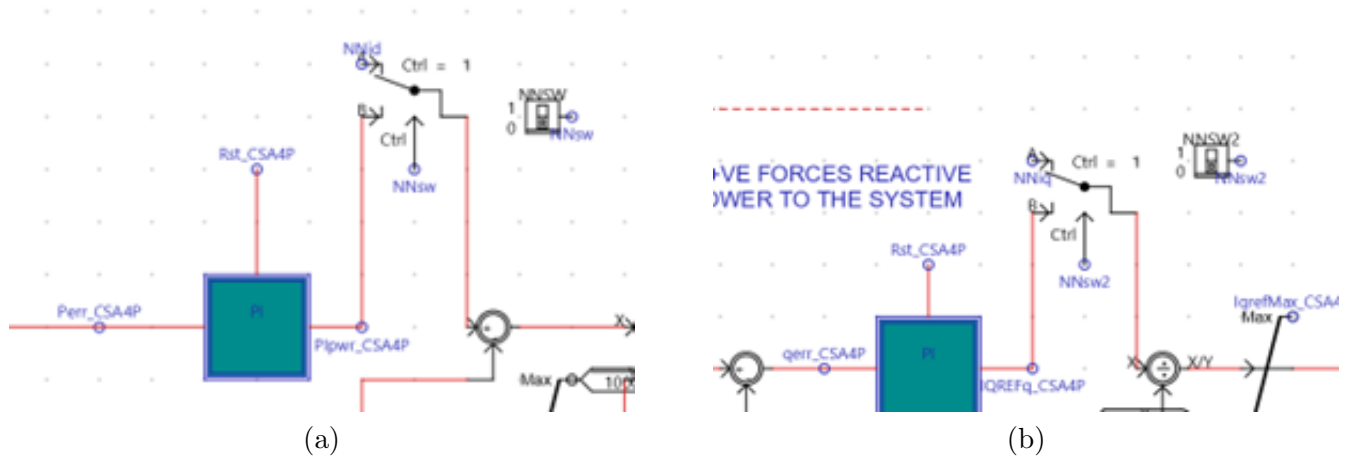 NNid
Ctrl = 1
NNSW
1
0
NNsw
B
Ctrl
Rst_CSA4P
NNsw
PI
Perr_CSA4P
PIpwr_CSA4P
X
Max
(a)
+VE FORCES REACTIVE
OWER TO THE SYSTEM
A
Ctrl = 1
NNiq
NNSW2
1
0
NNsw2
B
Ctrl
Rst_CSA4P
NNsw2
PI
qerr_CSA4P
IQREFq_CSA4P
X
X/Y
IqrefMax_CSA4
Max
(b)